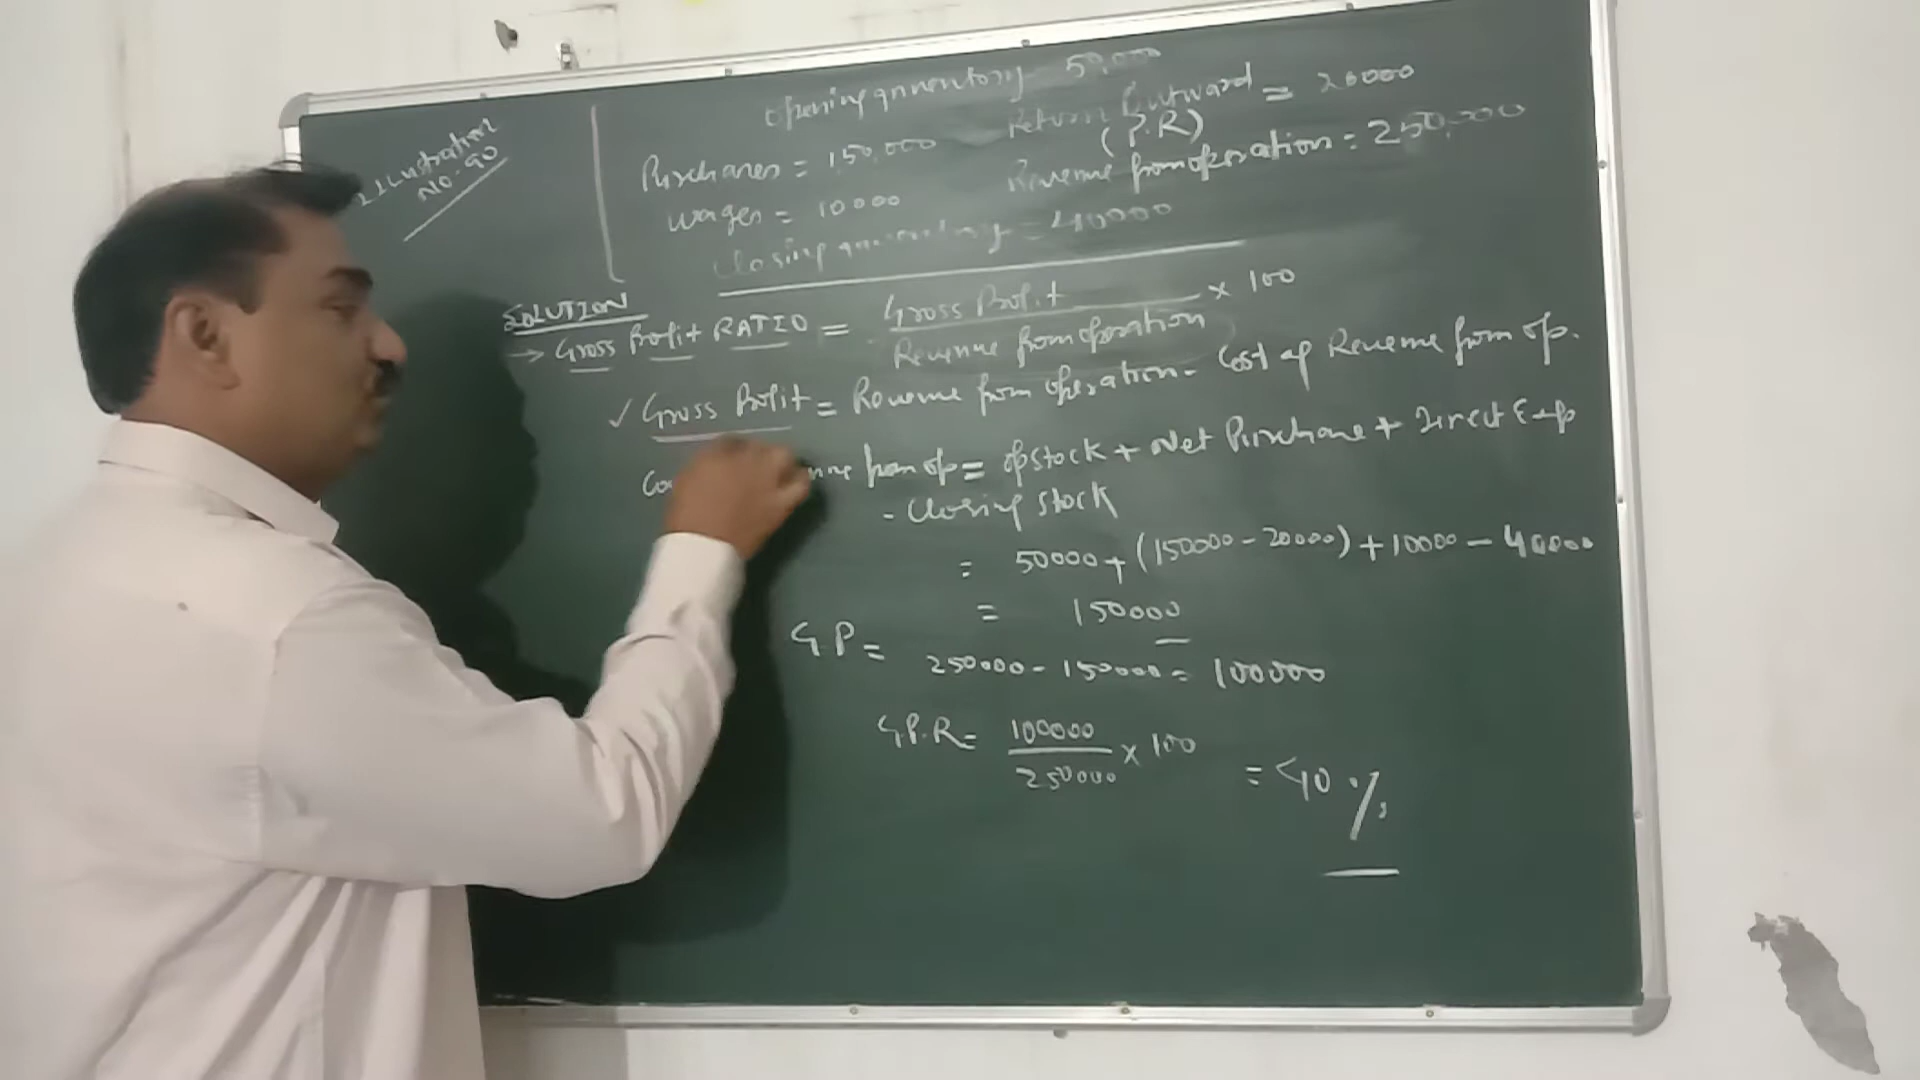 Illustration
No. 90
Opening inventory 50,000
Purchases = 150,000
Return Outward = 20000
(P.R)
wages = 10000
Revenue from operation = 250,000
Closing inventory = 40000
SOLUTION
→ Gross Profit RATIO = Gross Profit / Revenue from operation × 100
✓ Gross Profit = Revenue from operation - Cost of Revenue from op.
from op = op stock + Net Purchase + Direct Exp
- Closing stock
= 50000 + (150000 - 20000) + 10000 - 40000
= 150000
G.P = 250000 - 150000 = 100000
G.P.R = 100000 / 250000 × 100 = 40 %